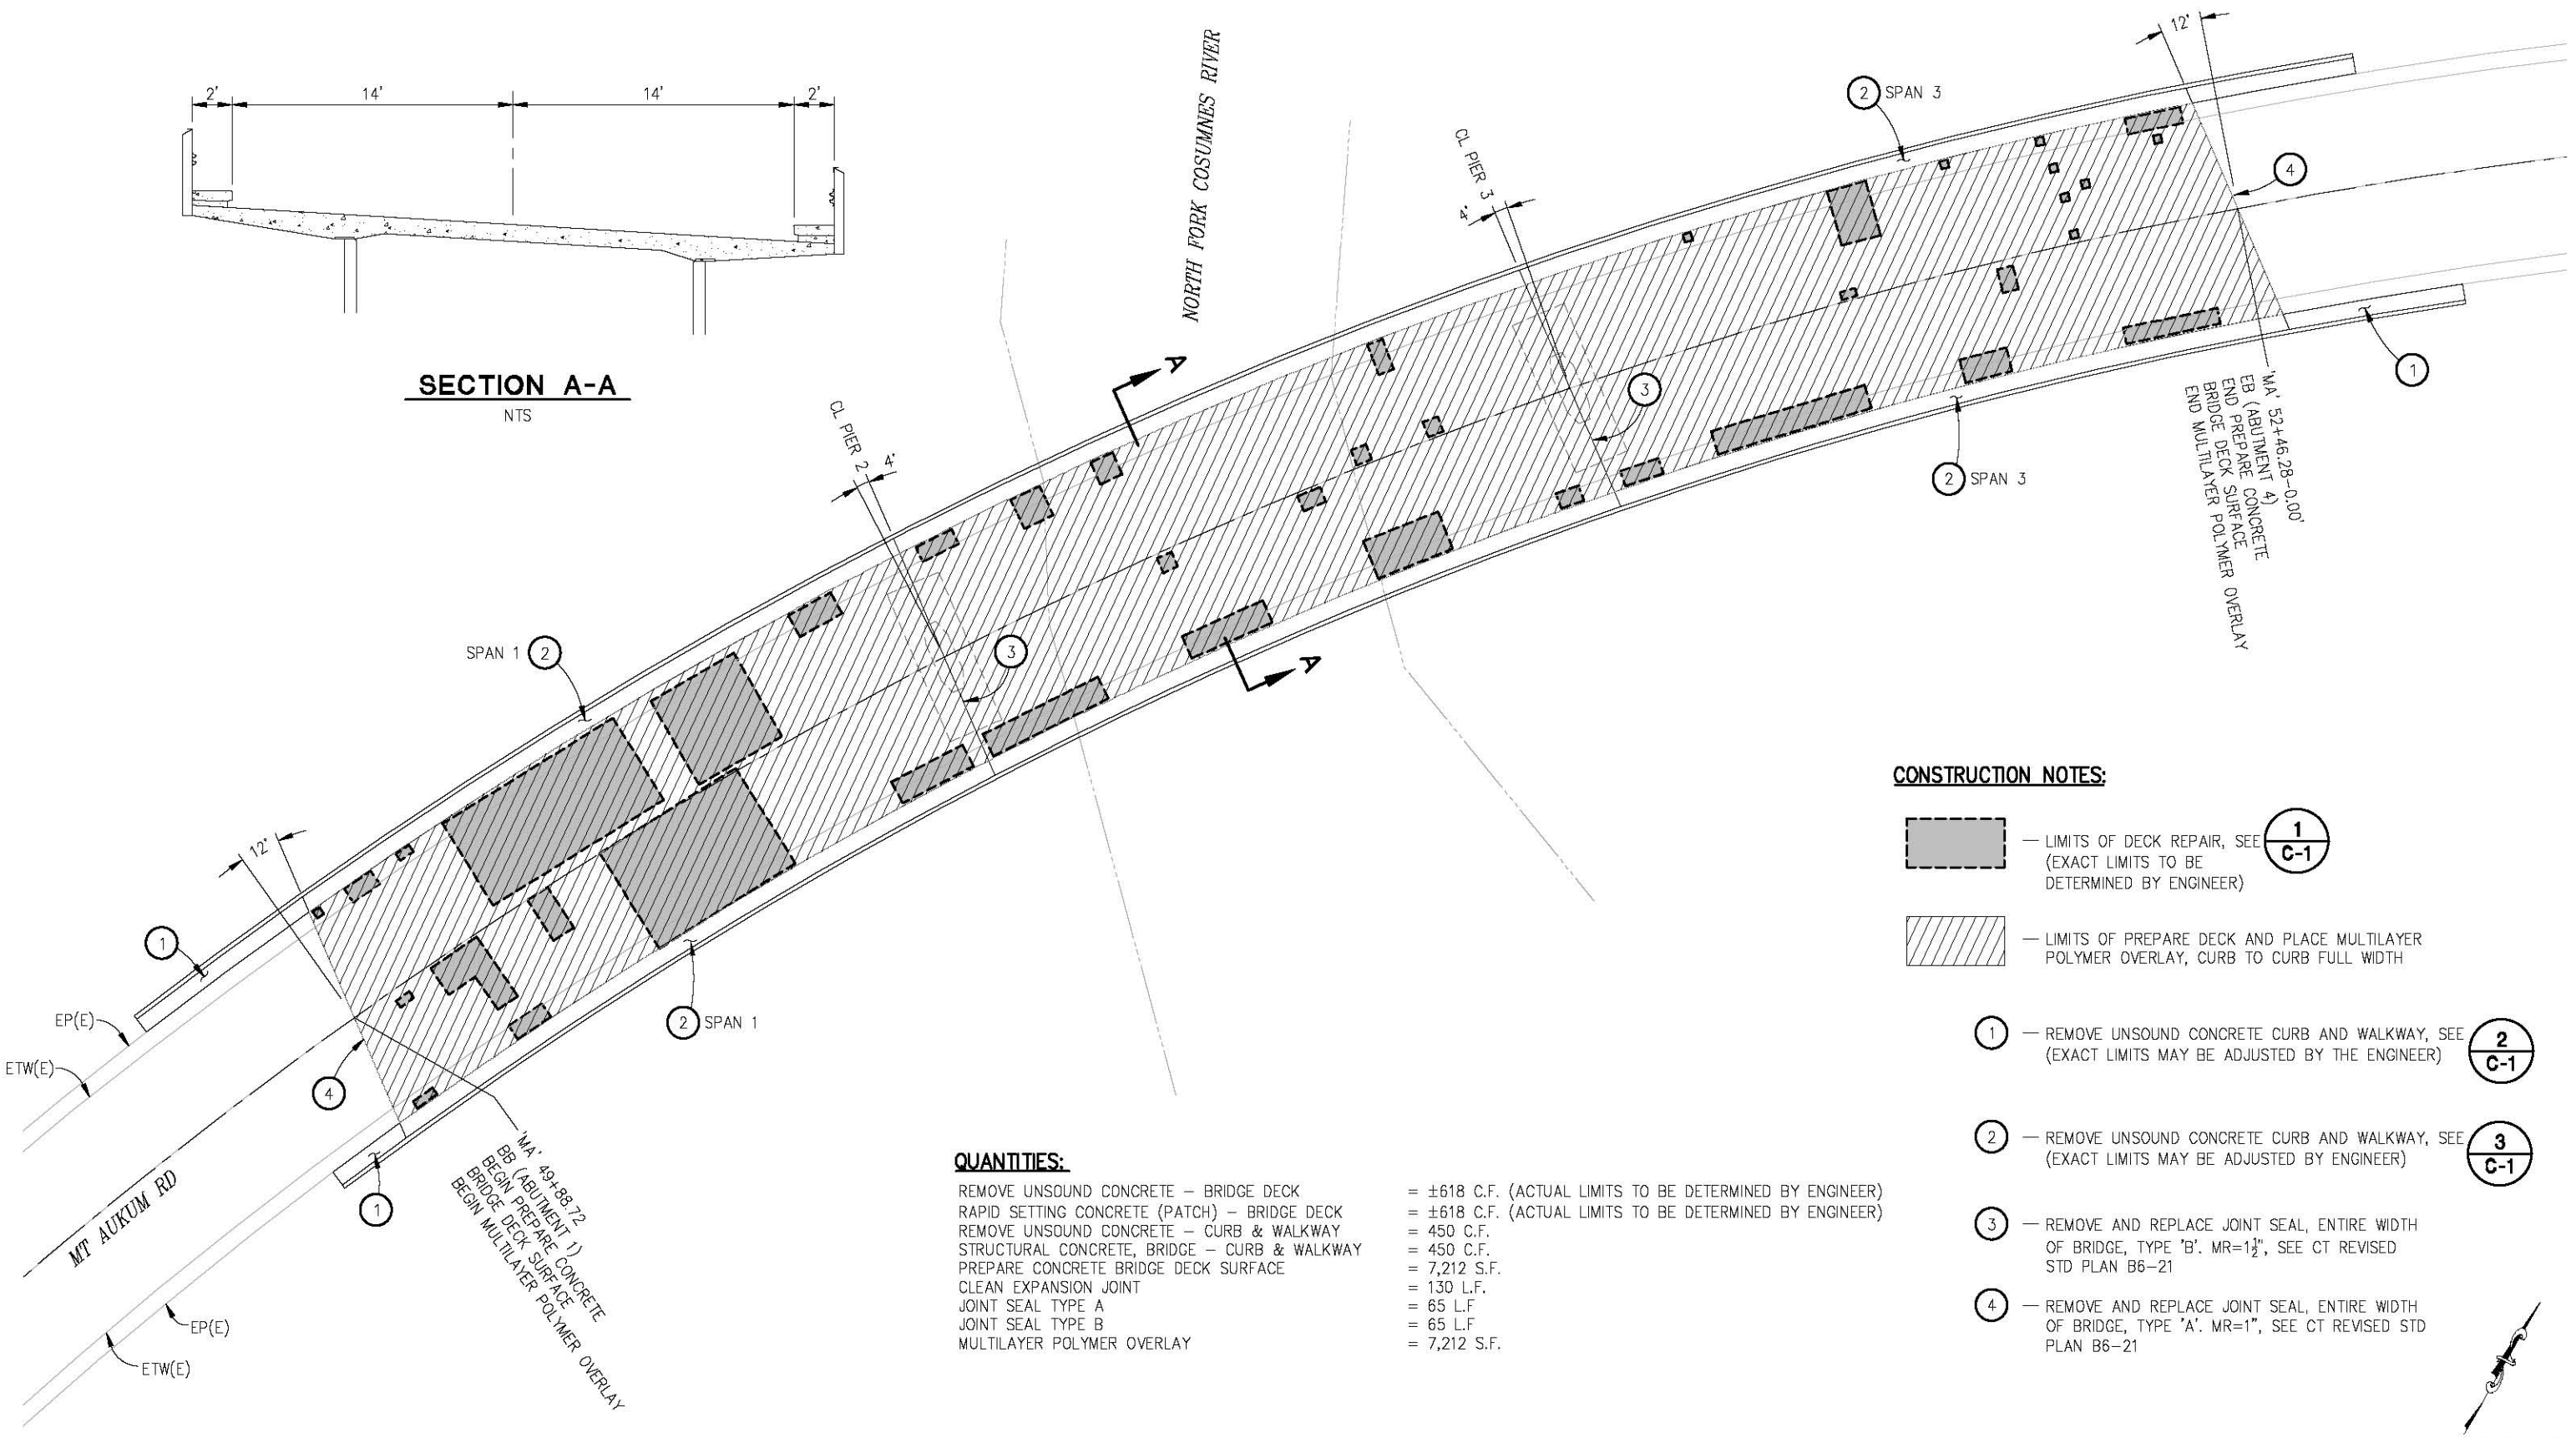 2'
14'
14'
2'
SECTION A-A
NTS
NORTH FORK COSUMNES RIVER
12'
2 SPAN 3
CL PIER 3
4'
4
A
3
1
CL PIER 2
4'
2 SPAN 3
'MA' 52+46.28-0.00'
EB (ABUTMENT 4)
END PREPARE CONCRETE
BRIDGE DECK SURFACE
END MULTILAYER POLYMER OVERLAY
SPAN 1 2
3
A
12'
1
2 SPAN 1
EP(E)
ETW(E)
4
MT AUKUM RD
1
'MA' 49+88.72
BB (ABUTMENT 1)
BEGIN PREPARE CONCRETE
BRIDGE DECK SURFACE
BEGIN MULTILAYER POLYMER OVERLAY
EP(E)
ETW(E)
CONSTRUCTION NOTES:
— LIMITS OF DECK REPAIR, SEE 1/C-1
(EXACT LIMITS TO BE
DETERMINED BY ENGINEER)
— LIMITS OF PREPARE DECK AND PLACE MULTILAYER
POLYMER OVERLAY, CURB TO CURB FULL WIDTH
1 — REMOVE UNSOUND CONCRETE CURB AND WALKWAY, SEE 2/C-1
(EXACT LIMITS MAY BE ADJUSTED BY THE ENGINEER)
2 — REMOVE UNSOUND CONCRETE CURB AND WALKWAY, SEE 3/C-1
(EXACT LIMITS MAY BE ADJUSTED BY ENGINEER)
3 — REMOVE AND REPLACE JOINT SEAL, ENTIRE WIDTH
OF BRIDGE, TYPE 'B'. MR=1½", SEE CT REVISED
STD PLAN B6-21
4 — REMOVE AND REPLACE JOINT SEAL, ENTIRE WIDTH
OF BRIDGE, TYPE 'A'. MR=1", SEE CT REVISED STD
PLAN B6-21
QUANTITIES:
REMOVE UNSOUND CONCRETE – BRIDGE DECK = ±618 C.F. (ACTUAL LIMITS TO BE DETERMINED BY ENGINEER)
RAPID SETTING CONCRETE (PATCH) – BRIDGE DECK = ±618 C.F. (ACTUAL LIMITS TO BE DETERMINED BY ENGINEER)
REMOVE UNSOUND CONCRETE – CURB & WALKWAY = 450 C.F.
STRUCTURAL CONCRETE, BRIDGE – CURB & WALKWAY = 450 C.F.
PREPARE CONCRETE BRIDGE DECK SURFACE = 7,212 S.F.
CLEAN EXPANSION JOINT = 130 L.F.
JOINT SEAL TYPE A = 65 L.F
JOINT SEAL TYPE B = 65 L.F
MULTILAYER POLYMER OVERLAY = 7,212 S.F.